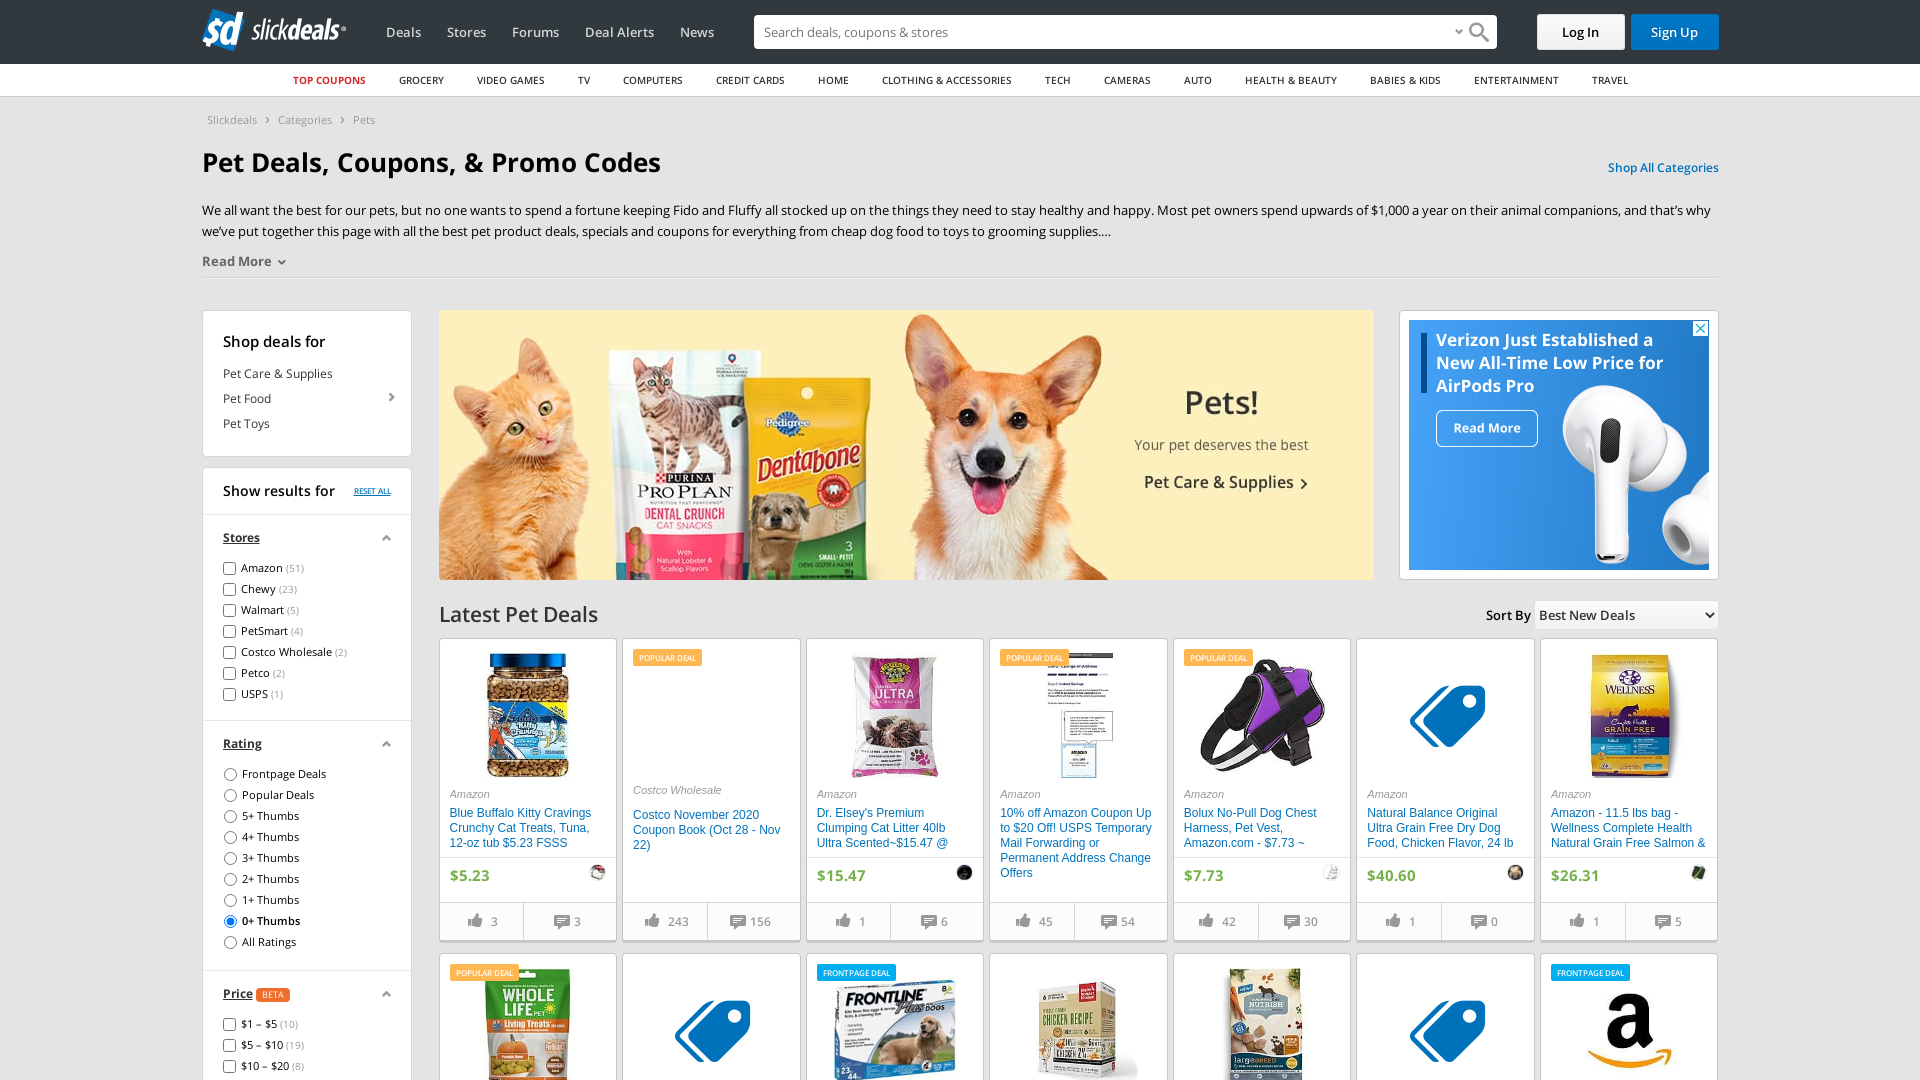 sd slickdeals
Deals
Stores
Forums
Deal Alerts
News
Search deals, coupons & stores
Log In
Sign Up
TOP COUPONS
GROCERY
VIDEO GAMES
TV
COMPUTERS
CREDIT CARDS
HOME
CLOTHING & ACCESSORIES
TECH
CAMERAS
AUTO
HEALTH & BEAUTY
BABIES & KIDS
ENTERTAINMENT
TRAVEL
Slickdeals > Categories > Pets
Pet Deals, Coupons, & Promo Codes
Shop All Categories
We all want the best for our pets, but no one wants to spend a fortune keeping Fido and Fluffy all stocked up on the things they need to stay healthy and happy. Most pet owners spend upwards of $1,000 a year on their animal companions, and that’s why
we’ve put together this page with all the best pet product deals, specials and coupons for everything from cheap dog food to toys to grooming supplies....
Read More
Shop deals for
Pet Care & Supplies
Pet Food
Pet Toys
Show results for
RESET ALL
Stores
Amazon (51)
Chewy (23)
Walmart (5)
PetSmart (4)
Costco Wholesale (2)
Petco (2)
USPS (1)
Rating
Frontpage Deals
Popular Deals
5+ Thumbs
4+ Thumbs
3+ Thumbs
2+ Thumbs
1+ Thumbs
0+ Thumbs
All Ratings
Price BETA
$1 – $5 (10)
$5 – $10 (19)
$10 – $20 (8)
PURINA
PRO PLAN
DENTAL CRUNCH
CAT SNACKS
With
Natural Lobster &
Scallop Flavors
Pedigree
Dentabone
3
SMALL·PETIT
Pets!
Your pet deserves the best
Pet Care & Supplies
Verizon Just Established a
New All-Time Low Price for
AirPods Pro
Read More
Latest Pet Deals
Sort By
Best New Deals
Kitty
Cravings
Amazon
Blue Buffalo Kitty Cravings
Crunchy Cat Treats, Tuna,
12-oz tub $5.23 FSSS
$5.23
3
3
POPULAR DEAL
Costco Wholesale
Costco November 2020
Coupon Book (Oct 28 - Nov
22)
243
156
ULTRA
Amazon
Dr. Elsey's Premium
Clumping Cat Litter 40lb
Ultra Scented~$15.47 @
$15.47
1
6
POPULAR DEAL
amazon
Amazon
10% off Amazon Coupon Up
to $20 Off! USPS Temporary
Mail Forwarding or
Permanent Address Change
Offers
45
54
POPULAR DEAL
Amazon
Bolux No-Pull Dog Chest
Harness, Pet Vest,
Amazon.com - $7.73 ~
$7.73
42
30
Amazon
Natural Balance Original
Ultra Grain Free Dry Dog
Food, Chicken Flavor, 24 lb
$40.60
1
0
WELLNESS
Complete Health
GRAIN FREE
Amazon
Amazon - 11.5 lbs bag -
Wellness Complete Health
Natural Grain Free Salmon &
$26.31
1
5
POPULAR DEAL
WHOLE
LIFE PET
Living Treats
FRONTPAGE DEAL
FRONTLINE
Plus DOGS
8
23
44
CHICKEN RECIPE
NUTRISH
large BREED
FRONTPAGE DEAL
a